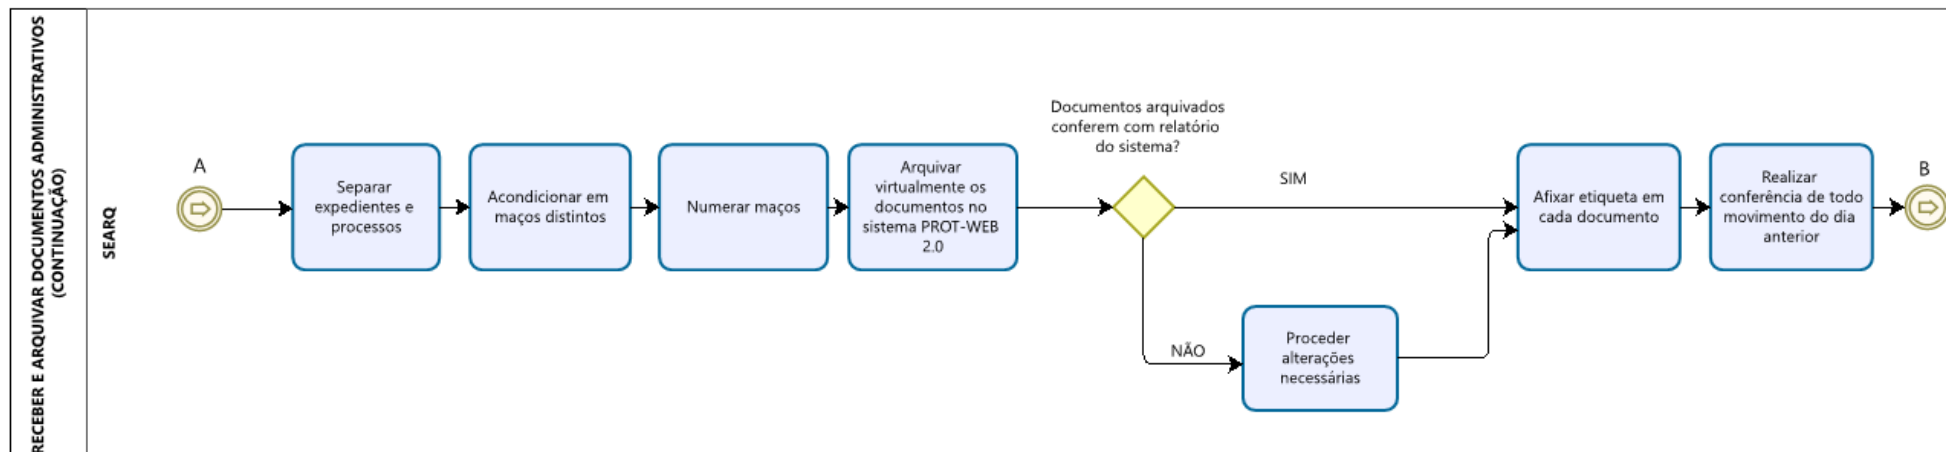 RECEBER E ARQUIVAR DOCUMENTOS ADMINISTRATIVOS
(CONTINUAÇÃO)
SEARQ
A
Separar
expedientes e
processos
Acondicionar em
maços distintos
Numerar maços
Arquivar
virtualmente os
documentos no
sistema PROT-WEB
2.0
Documentos arquivados
conferem com relatório
do sistema?
SIM
NÃO
Proceder
alterações
necessárias
Afixar etiqueta em
cada documento
Realizar
conferência de todo
movimento do dia
anterior
B